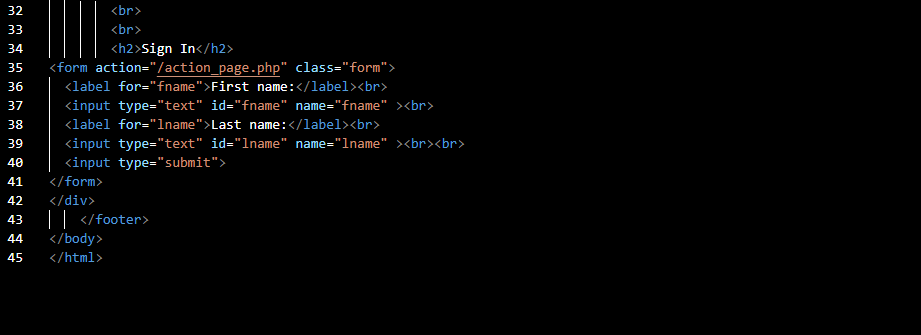 32 <br>
33 <br>
34 <h2>Sign In</h2>
35 <form action="/action_page.php" class="form">
36 <label for="fname">First name:</label><br>
37 <input type="text" id="fname" name="fname" ><br>
38 <label for="lname">Last name:</label><br>
39 <input type="text" id="lname" name="lname" ><br><br>
40 <input type="submit">
41 </form>
42 </div>
43 </footer>
44 </body>
45 </html>